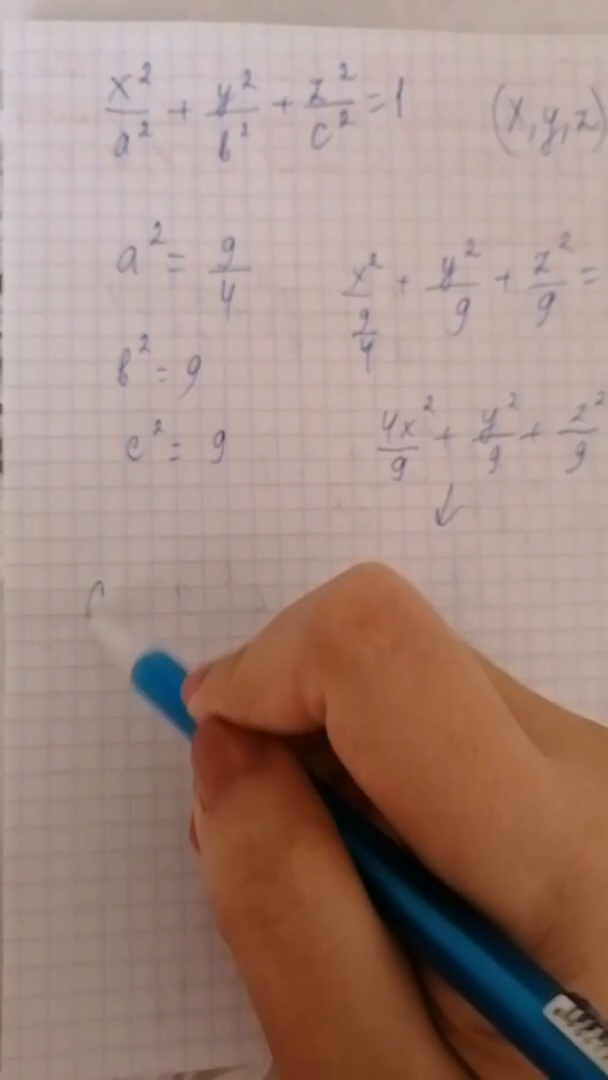 x²/a² + y²/b² + z²/c² = 1 (x, y, z)
a² = 9/4
x²/(9/4) + y²/9 + z²/9 =
b² = 9
c² = 9
4x²/9 + y²/9 + z²/9
↓